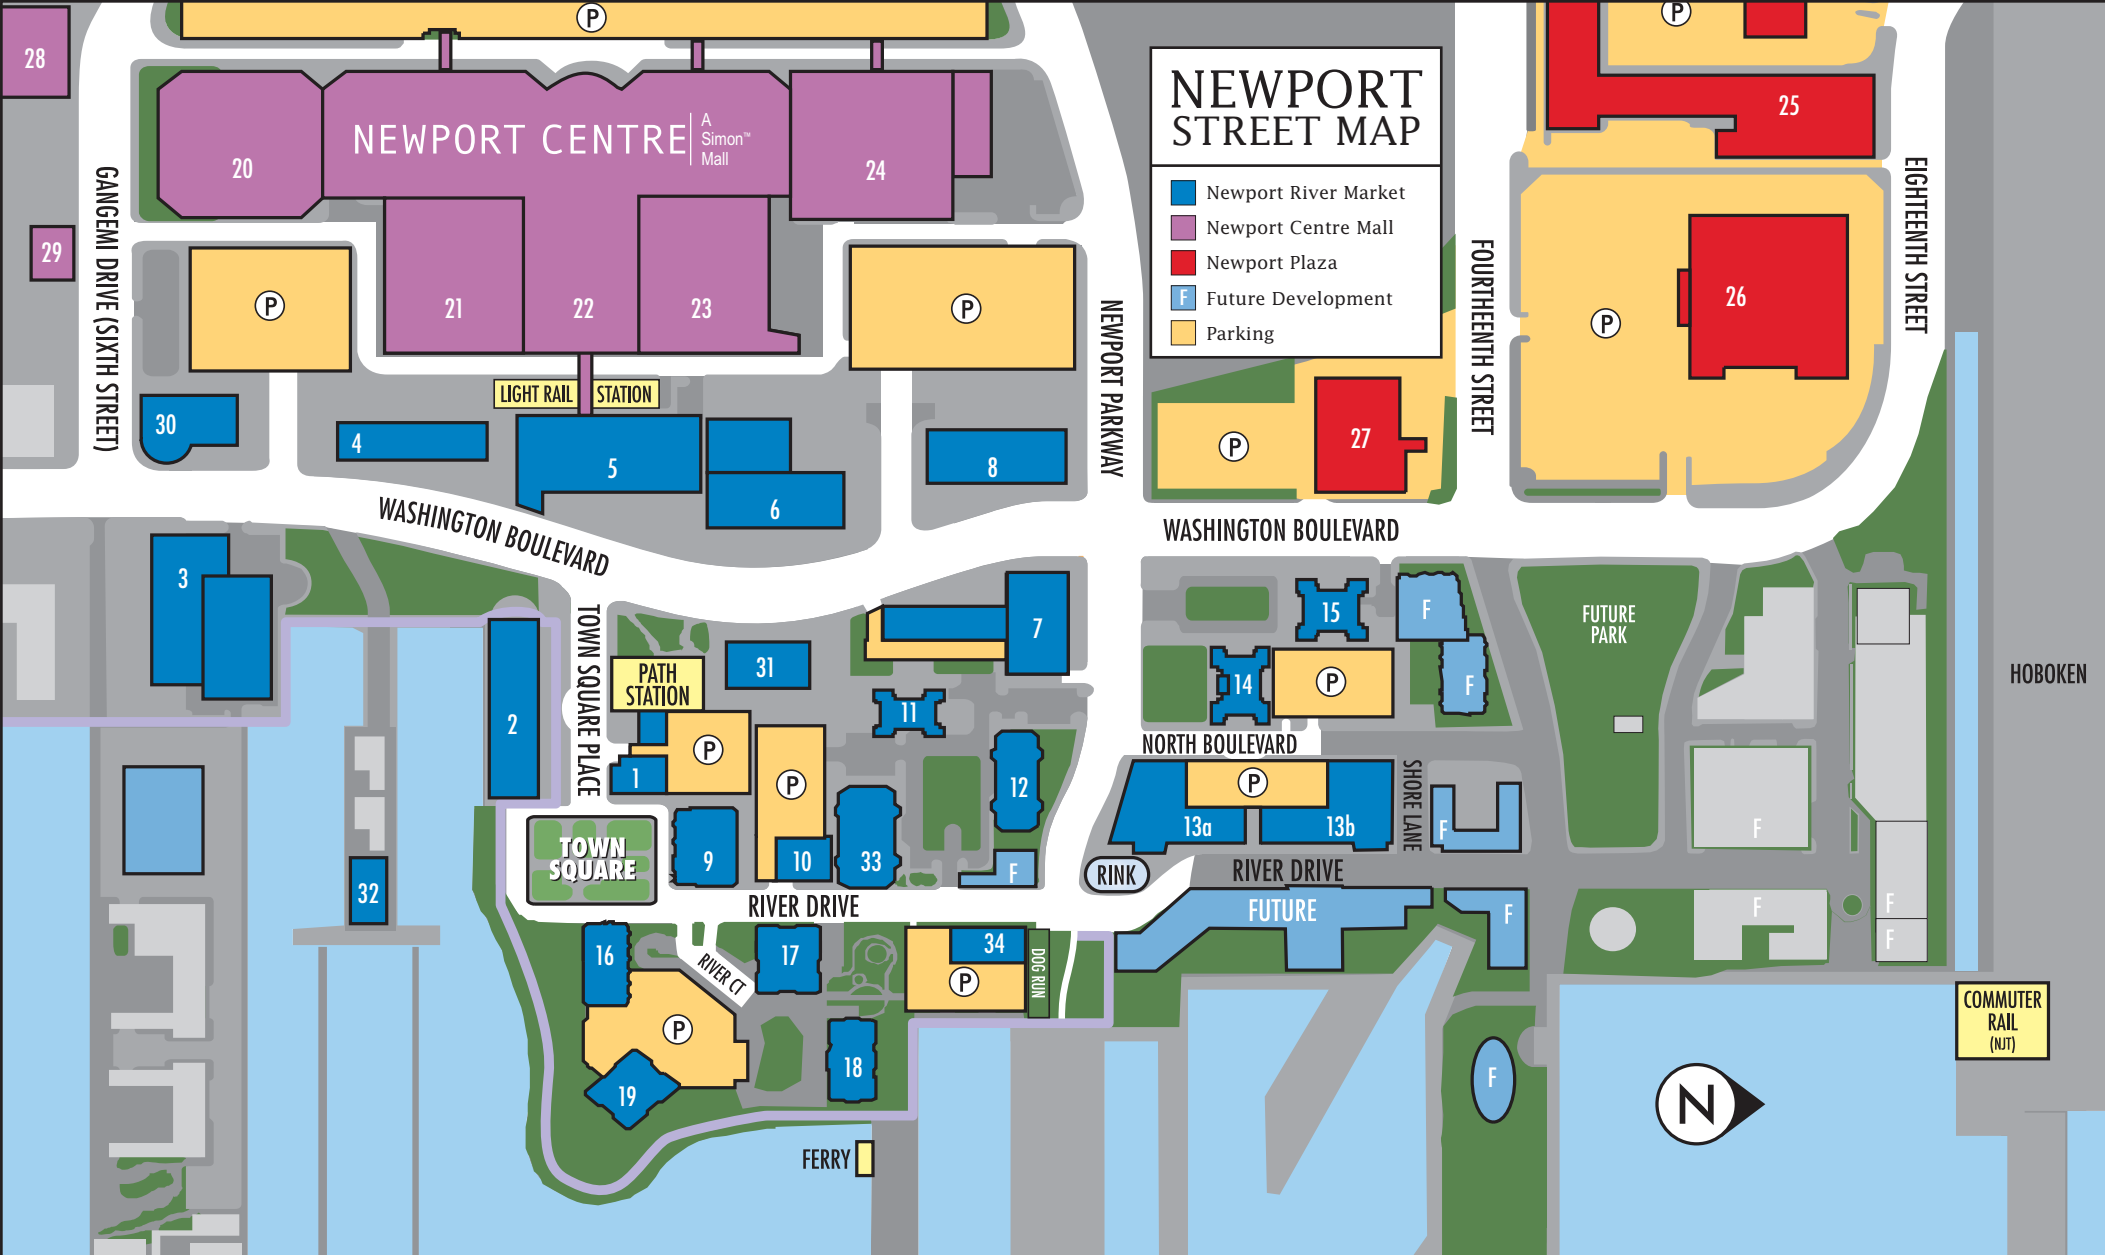 P
P
28
NEWPORT CENTRE
A
Simon™
Mall
20
24
21
22
23
29
P
P
GANGEMI DRIVE (SIXTH STREET)
LIGHT RAIL STATION
30
4
5
6
8
NEWPORT PARKWAY
NEWPORT
STREET MAP
Newport River Market
Newport Centre Mall
Newport Plaza
F Future Development
Parking
25
26
P
27
P
FOURTHEENTH STREET
EIGHTEENTH STREET
WASHINGTON BOULEVARD
WASHINGTON BOULEVARD
3
2
TOWN SQUARE PLACE
PATH
STATION
31
7
11
P
1
P
12
9
10
33
F
TOWN
SQUARE
32
RIVER DRIVE
16
RIVER CT
17
34
P
DOG RUN
P
18
19
FERRY
15
F
14
P
F
NORTH BOULEVARD
P
13a
13b
SHORE LANE
F
RINK
RIVER DRIVE
FUTURE
F
FUTURE
PARK
F
F
F
F
F
HOBOKEN
COMMUTER
RAIL
(NJT)
N